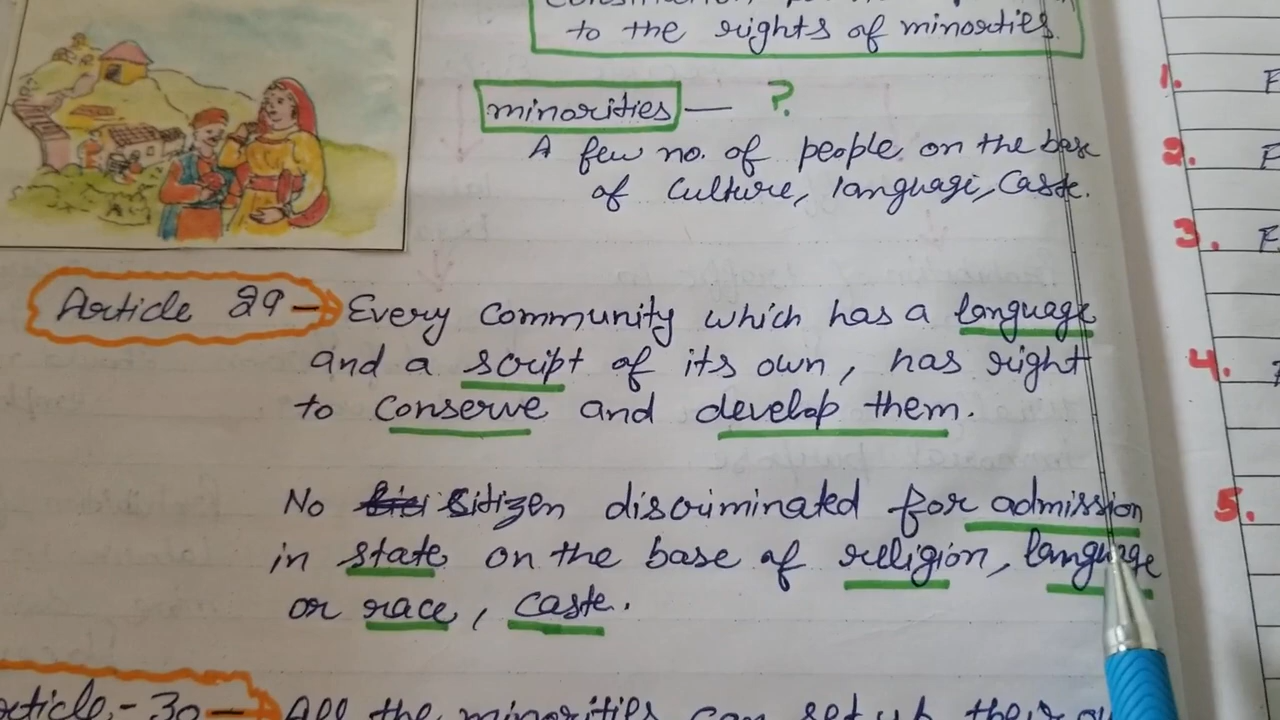 to the rights of minorties.
minorities — ?
A few no. of people on the base
of culture, language, Caste.
Article 29 → Every Community which has a language
and a script of its own, has right
to conserve and develop them.
No citizen discriminated for admission
in state on the base of religion, language
or race, caste.
Article - 30 → All the minorities can set up their
1. F
2. F
3. F
4.
5.